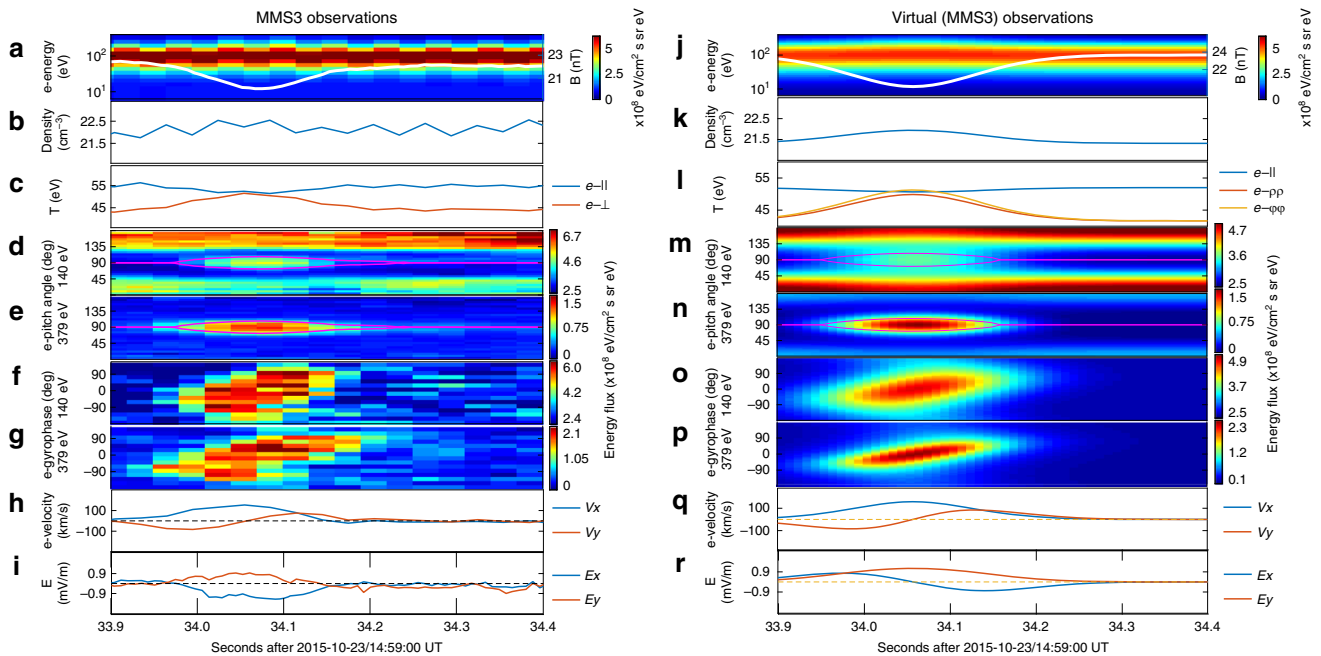 MMS3 observations
a
e-energy
(eV)
10²
10¹
23
21
B (nT)
5
2.5
0
x10⁸ eV/cm² s sr eV
b
Density
(cm⁻³)
22.5
21.5
c
T (eV)
55
45
e–||
e–⊥
d
e-pitch angle (deg)
140 eV
135
90
45
6.7
4.6
2.5
e
379 eV
135
90
45
1.5
0.75
0
f
e-gyrophase (deg)
140 eV
90
0
−90
6.0
4.2
2.4
g
379 eV
90
0
−90
2.1
1.05
0
Energy flux (x10⁸ eV/cm² s sr eV)
h
e-velocity
(km/s)
100
−100
Vx
Vy
i
E
(mV/m)
0.9
−0.9
Ex
Ey
33.9
34.0
34.1
34.2
34.3
34.4
Seconds after 2015-10-23/14:59:00 UT
Virtual (MMS3) observations
j
e-energy
(eV)
10²
10¹
24
22
B (nT)
5
2.5
0
x10⁸ eV/cm² s sr eV
k
Density
(cm⁻³)
22.5
21.5
l
T (eV)
55
45
e–||
e–ρρ
e–φφ
m
e-pitch angle (deg)
140 eV
135
90
45
4.7
3.7
2.6
n
379 eV
135
90
45
1.5
0.75
0
o
e-gyrophase (deg)
140 eV
90
0
−90
4.9
3.7
2.5
p
379 eV
90
0
−90
2.3
1.2
0.1
Energy flux (x10⁸ eV/cm² s sr eV)
q
e-velocity
(km/s)
100
−100
Vx
Vy
r
E
(mV/m)
0.9
−0.9
Ex
Ey
33.9
34.0
34.1
34.2
34.3
34.4
Seconds after 2015-10-23/14:59:00 UT